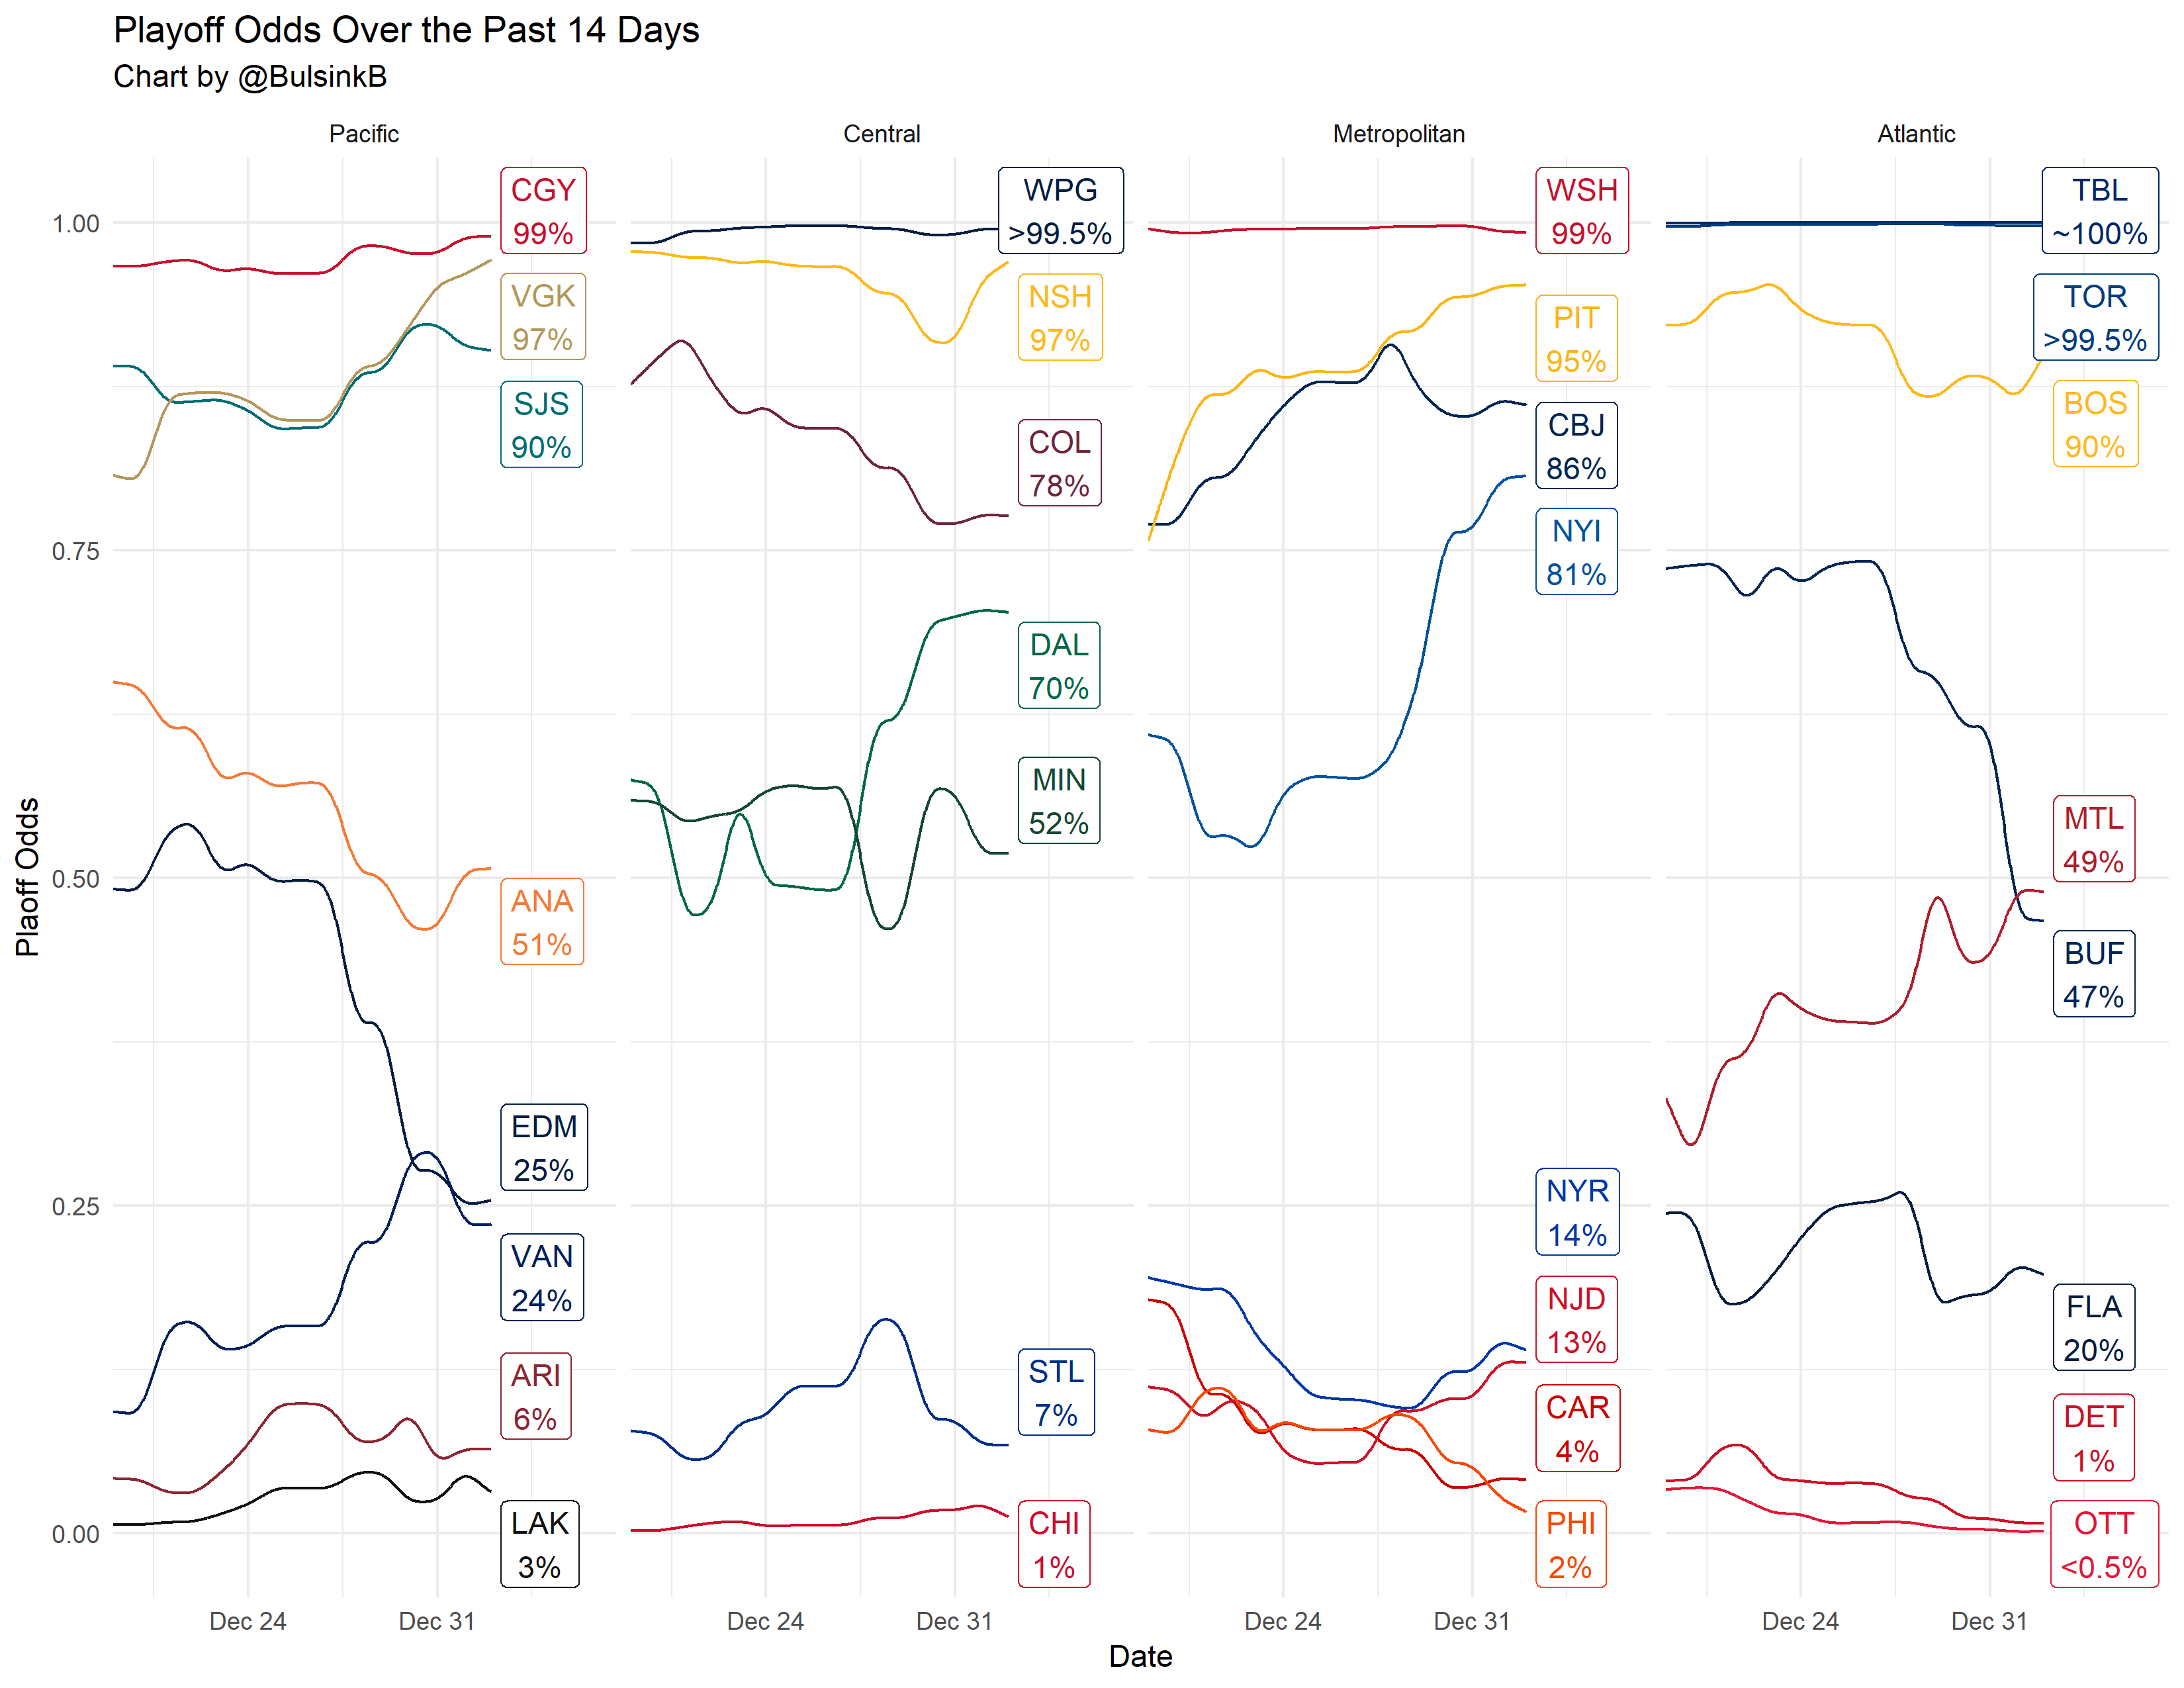 Playoff Odds Over the Past 14 Days
Chart by @BulsinkB
Pacific
Central
Metropolitan
Atlantic
Plaoff Odds
1.00
0.75
0.50
0.25
0.00
CGY
99%
VGK
97%
SJS
90%
ANA
51%
EDM
25%
VAN
24%
ARI
6%
LAK
3%
WPG
>99.5%
NSH
97%
COL
78%
DAL
70%
MIN
52%
STL
7%
CHI
1%
WSH
99%
PIT
95%
CBJ
86%
NYI
81%
NYR
14%
NJD
13%
CAR
4%
PHI
2%
TBL
~100%
TOR
>99.5%
BOS
90%
MTL
49%
BUF
47%
FLA
20%
DET
1%
OTT
<0.5%
Dec 24
Dec 31
Dec 24
Dec 31
Dec 24
Dec 31
Dec 24
Dec 31
Date